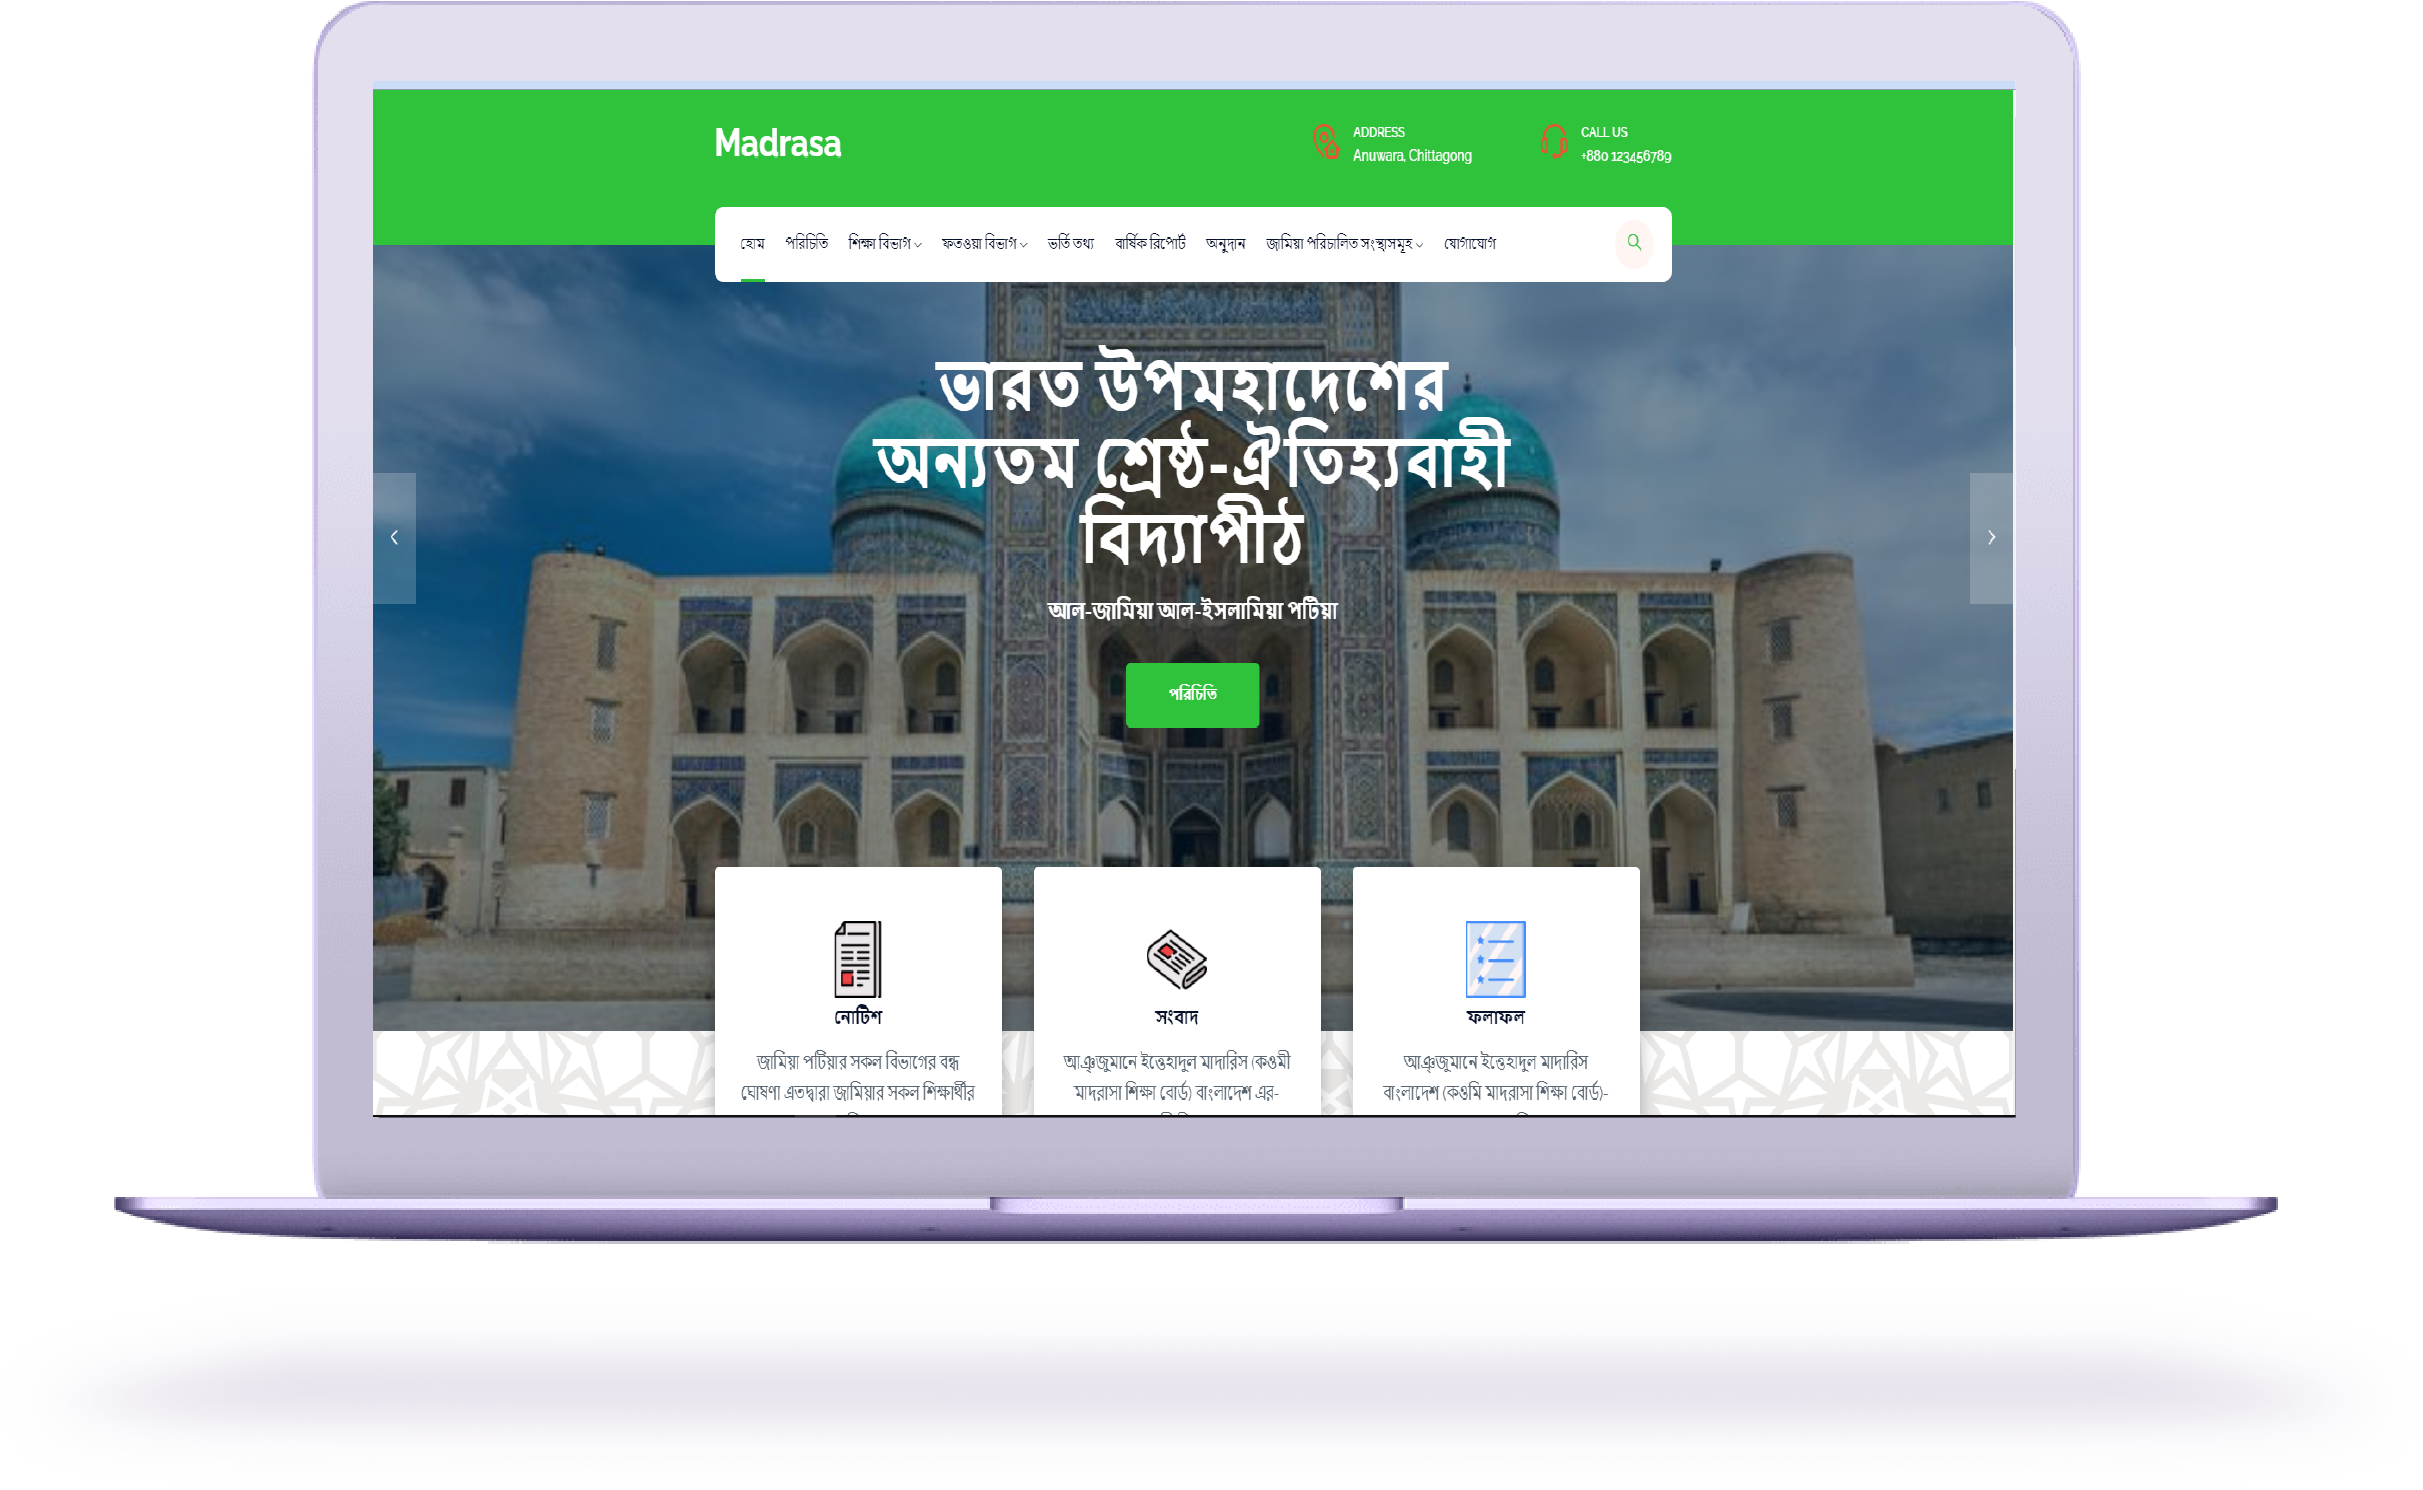 Madrasa
ADDRESS
Anuwara, Chittagong
CALL US
+880 123456789
হোম পরিচিতি শিক্ষা বিভাগ ফতওয়া বিভাগ ভর্তি তথ্য বার্ষিক রিপোর্ট অনুদান জামিয়া পরিচালিত সংস্থাসমূহ যোগাযোগ
ভারত উপমহাদেশের
অন্যতম শ্রেষ্ঠ-ঐতিহ্যবাহী
বিদ্যাপীঠ
আল-জামিয়া আল-ইসলামিয়া পটিয়া
পরিচিতি
নোটিশ
জামিয়া পটিয়ার সকল বিভাগের বন্ধ
ঘোষণা এতদ্বারা জামিয়ার সকল শিক্ষার্থীর
সংবাদ
আঞ্জুমানে ইত্তেহাদুল মাদারিস (কওমী
মাদরাসা শিক্ষা বোর্ড) বাংলাদেশ এর-
ফলাফল
আঞ্জুমানে ইত্তেহাদুল মাদারিস
বাংলাদেশ (কওমি মাদরাসা শিক্ষা বোর্ড)-